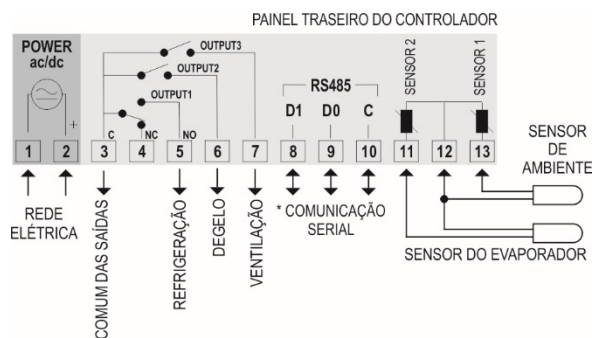 PAINEL TRASEIRO DO CONTROLADOR
POWER
ac/dc
+
OUTPUT3
OUTPUT2
OUTPUT1
C
NC
NO
RS485
D1 D0 C
SENSOR 2
SENSOR 1
1 2 3 4 5 6 7 8 9 10 11 12 13
REDE
ELÉTRICA
COMUM DAS SAÍDAS
REFRIGERAÇÃO
DEGELO
VENTILAÇÃO
* COMUNICAÇÃO
SERIAL
SENSOR
DE
AMBIENTE
SENSOR DO EVAPORADOR